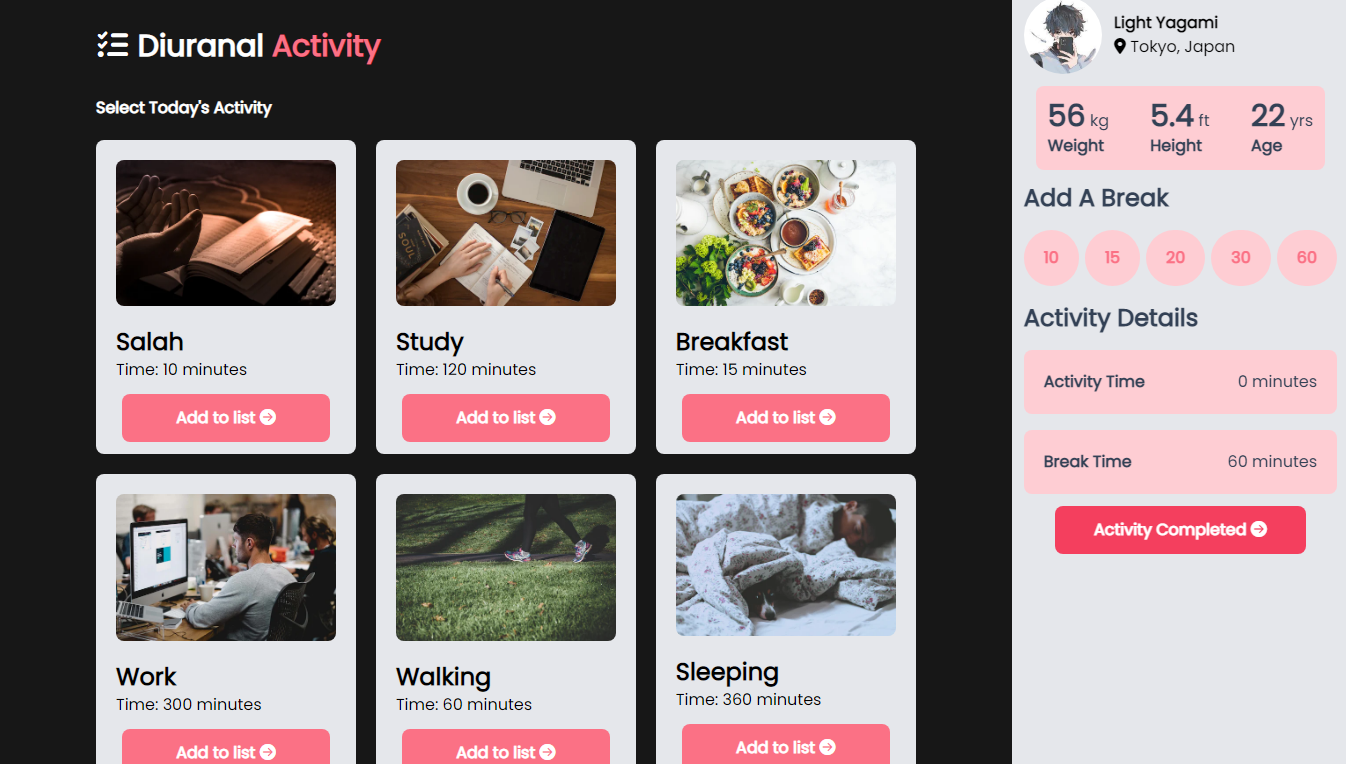 Diuranal Activity
Select Today's Activity
SOUL
Salah
Time: 10 minutes
Add to list
Study
Time: 120 minutes
Add to list
Breakfast
Time: 15 minutes
Add to list
Work
Time: 300 minutes
Add to list
Walking
Time: 60 minutes
Add to list
Sleeping
Time: 360 minutes
Add to list
Light Yagami
Tokyo, Japan
56 kg
Weight
5.4 ft
Height
22 yrs
Age
Add A Break
10 15 20 30 60
Activity Details
Activity Time 0 minutes
Break Time 60 minutes
Activity Completed